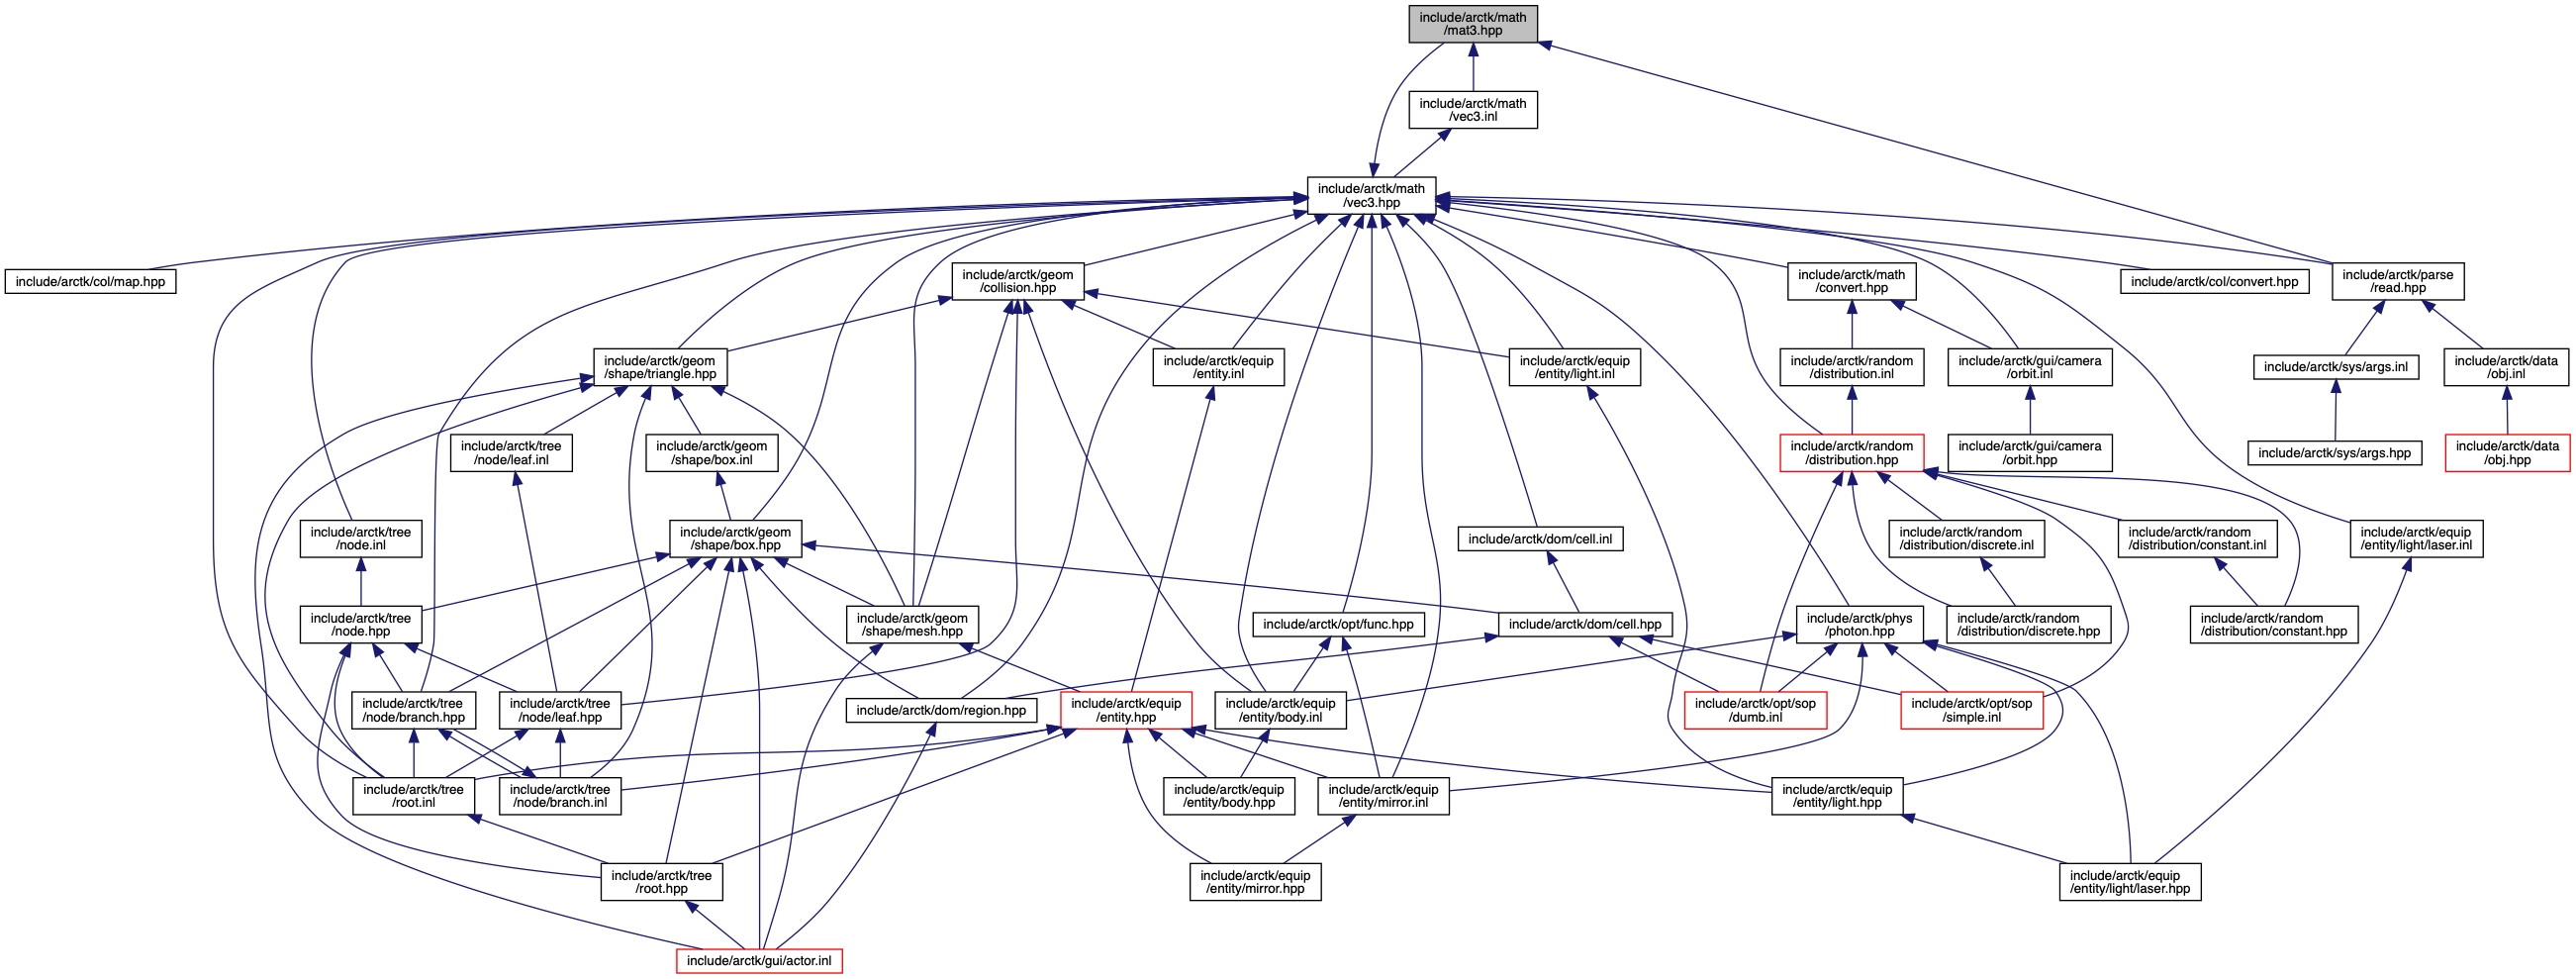 include/arctk/math
/mat3.hpp
include/arctk/math
/vec3.inl
include/arctk/math
/vec3.hpp
include/arctk/col/map.hpp
include/arctk/geom
/collision.hpp
include/arctk/math
/convert.hpp
include/arctk/col/convert.hpp
include/arctk/parse
/read.hpp
include/arctk/geom
/shape/triangle.hpp
include/arctk/equip
/entity.inl
include/arctk/equip
/entity/light.inl
include/arctk/random
/distribution.inl
include/arctk/gui/camera
/orbit.inl
include/arctk/sys/args.inl
include/arctk/data
/obj.inl
include/arctk/tree
/node/leaf.inl
include/arctk/geom
/shape/box.inl
include/arctk/random
/distribution.hpp
include/arctk/gui/camera
/orbit.hpp
include/arctk/sys/args.hpp
include/arctk/data
/obj.hpp
include/arctk/tree
/node.inl
include/arctk/geom
/shape/box.hpp
include/arctk/dom/cell.inl
include/arctk/random
/distribution/discrete.inl
include/arctk/random
/distribution/constant.inl
include/arctk/equip
/entity/light/laser.inl
include/arctk/tree
/node.hpp
include/arctk/geom
/shape/mesh.hpp
include/arctk/opt/func.hpp
include/arctk/dom/cell.hpp
include/arctk/phys
/photon.hpp
include/arctk/random
/distribution/discrete.hpp
include/arctk/random
/distribution/constant.hpp
include/arctk/tree
/node/branch.hpp
include/arctk/tree
/node/leaf.hpp
include/arctk/dom/region.hpp
include/arctk/equip
/entity.hpp
include/arctk/equip
/entity/body.inl
include/arctk/opt/sop
/dumb.inl
include/arctk/opt/sop
/simple.inl
include/arctk/tree
/root.inl
include/arctk/tree
/node/branch.inl
include/arctk/equip
/entity/body.hpp
include/arctk/equip
/entity/mirror.inl
include/arctk/equip
/entity/light.hpp
include/arctk/tree
/root.hpp
include/arctk/equip
/entity/mirror.hpp
include/arctk/equip
/entity/light/laser.hpp
include/arctk/gui/actor.inl